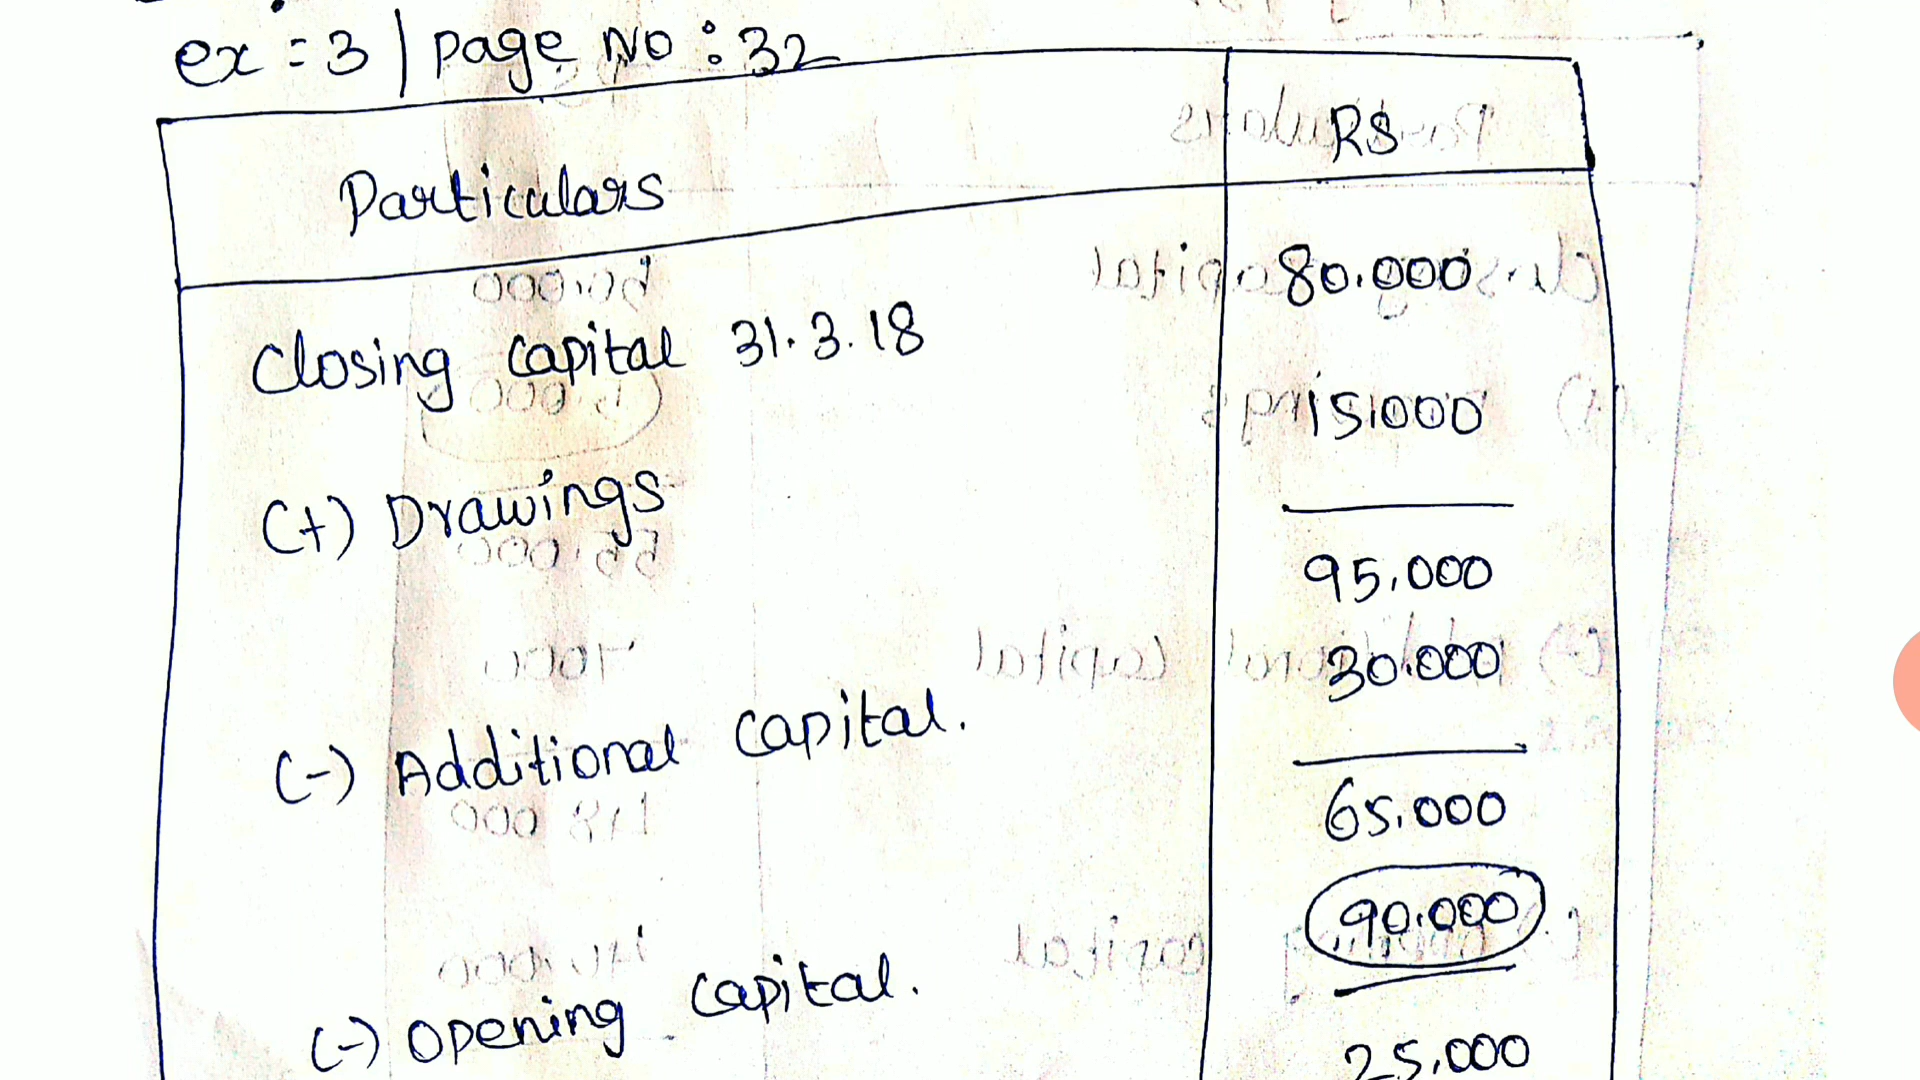 ex = 3 | page No : 32
Particulars RS
Closing capital 31.3.18 80.000
(+) Drawings 15,000
95,000
(-) Additional capital. 30.000
65,000
(-) Opening capital. 90.000
25,000